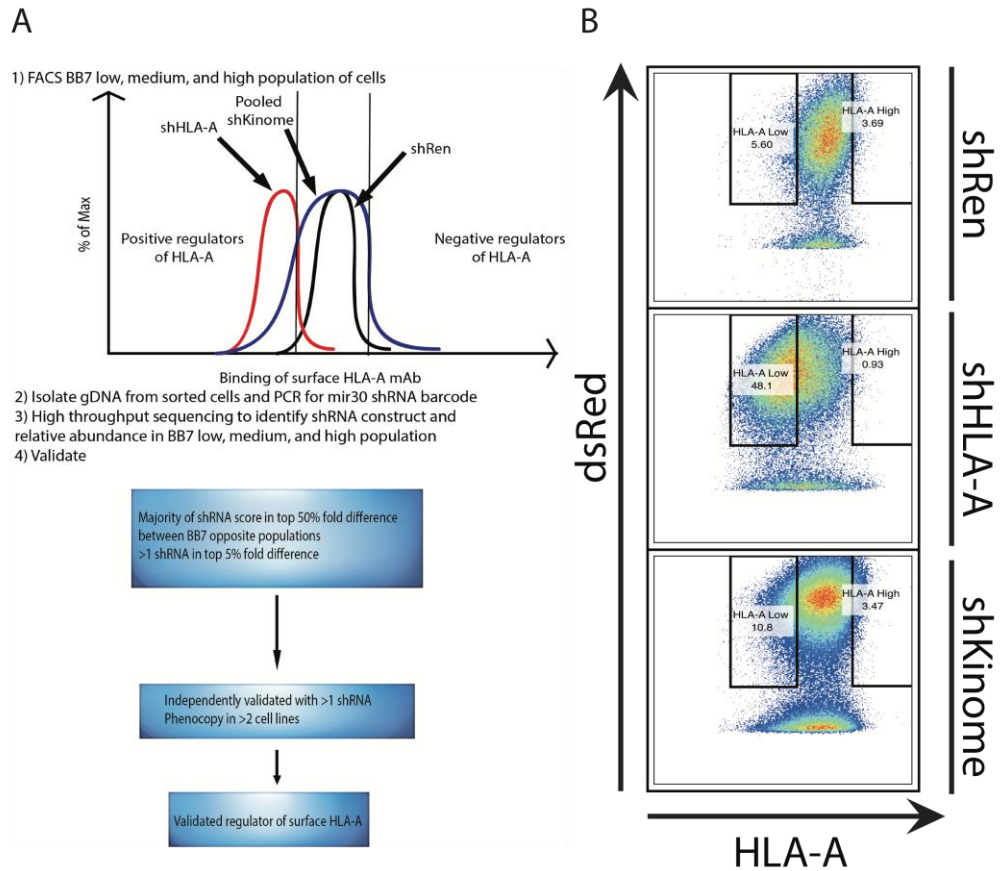 A
1) FACS BB7 low, medium, and high population of cells
Pooled
shKinome
shHLA-A
shRen
% of Max
Positive regulators
of HLA-A
Negative regulators
of HLA-A
Binding of surface HLA-A mAb
2) Isolate gDNA from sorted cells and PCR for mir30 shRNA barcode
3) High throughput sequencing to identify shRNA construct and
relative abundance in BB7 low, medium, and high population
4) Validate
Majority of shRNA score in top 50% fold difference
between BB7 opposite populations
>1 shRNA in top 5% fold difference
Independently validated with >1 shRNA
Phenocopy in >2 cell lines
Validated regulator of surface HLA-A
B
dsRed
HLA-A Low
5.60
HLA-A High
3.69
shRen
HLA-A Low
48.1
HLA-A High
0.93
shHLA-A
HLA-A Low
10.8
HLA-A High
3.47
shKinome
HLA-A